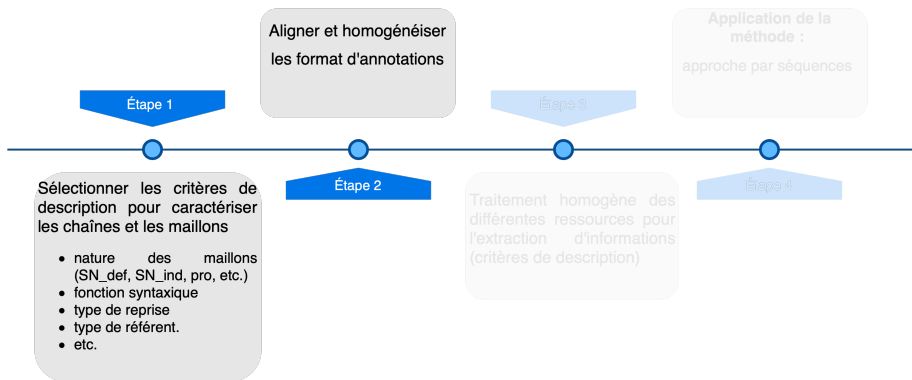 Aligner et homogénéiser
les format d'annotations
Application de la
méthode :
approche par séquences
Étape 1
Étape 3
Étape 2
Étape 4
Sélectionner les critères de
description pour caractériser
les chaînes et les maillons
• nature des maillons
(SN_def, SN_ind, pro, etc.)
• fonction syntaxique
• type de reprise
• type de référent.
• etc.
Traitement homogène des
différentes ressources pour
l'extraction d'informations
(critères de description)